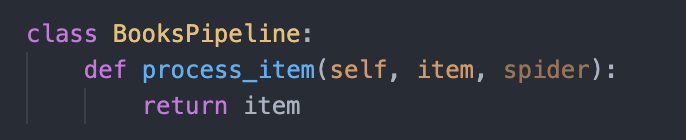 class BooksPipeline:
    def process_item(self, item, spider):
        return item